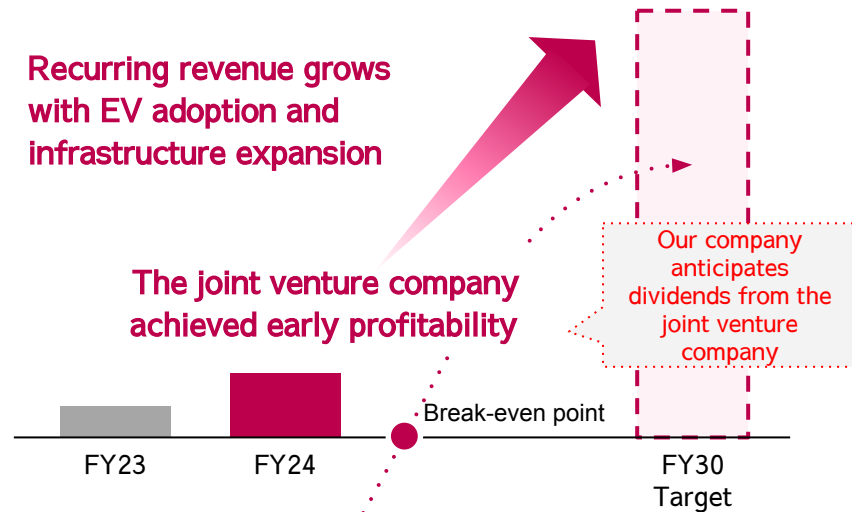 Recurring revenue grows
with EV adoption and
infrastructure expansion
The joint venture company
achieved early profitability
Our company
anticipates
dividends from the
joint venture
company
Break-even point
FY23
FY24
FY30
Target